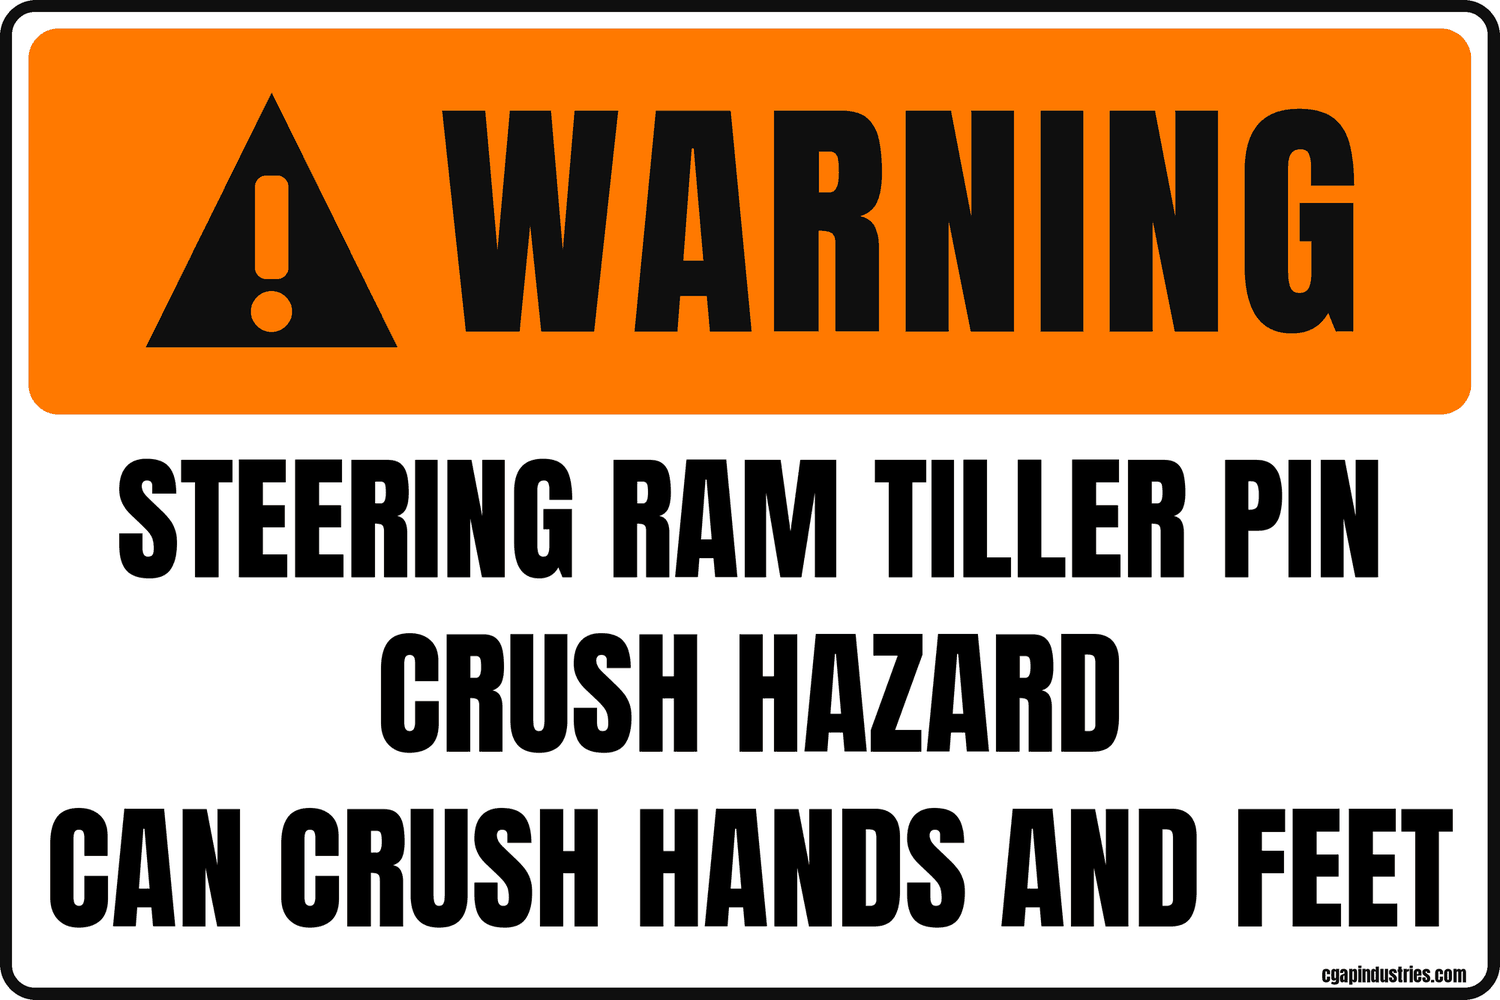 WARNING
STEERING RAM TILLER PIN
CRUSH HAZARD
CAN CRUSH HANDS AND FEET
cgapindustries.com